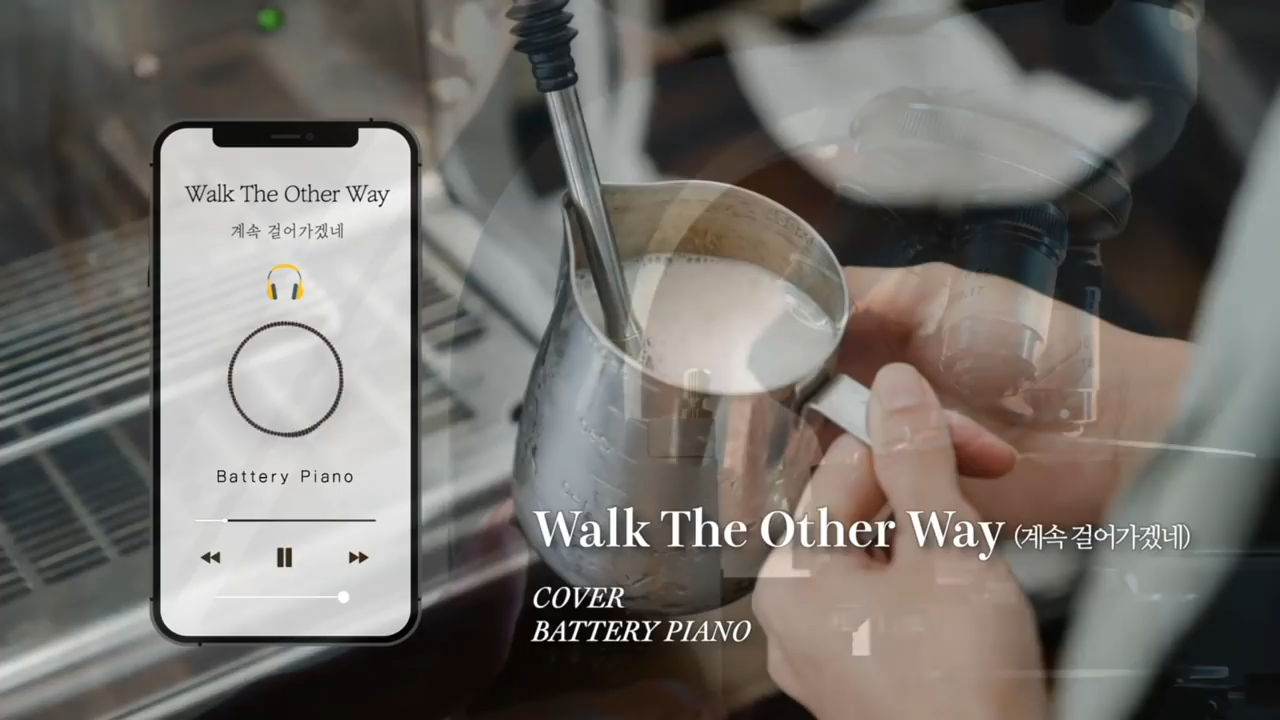 Walk The Other Way
계속 걸어가겠네
Battery Piano
Walk The Other Way (계속 걸어가겠네)
COVER
BATTERY PIANO